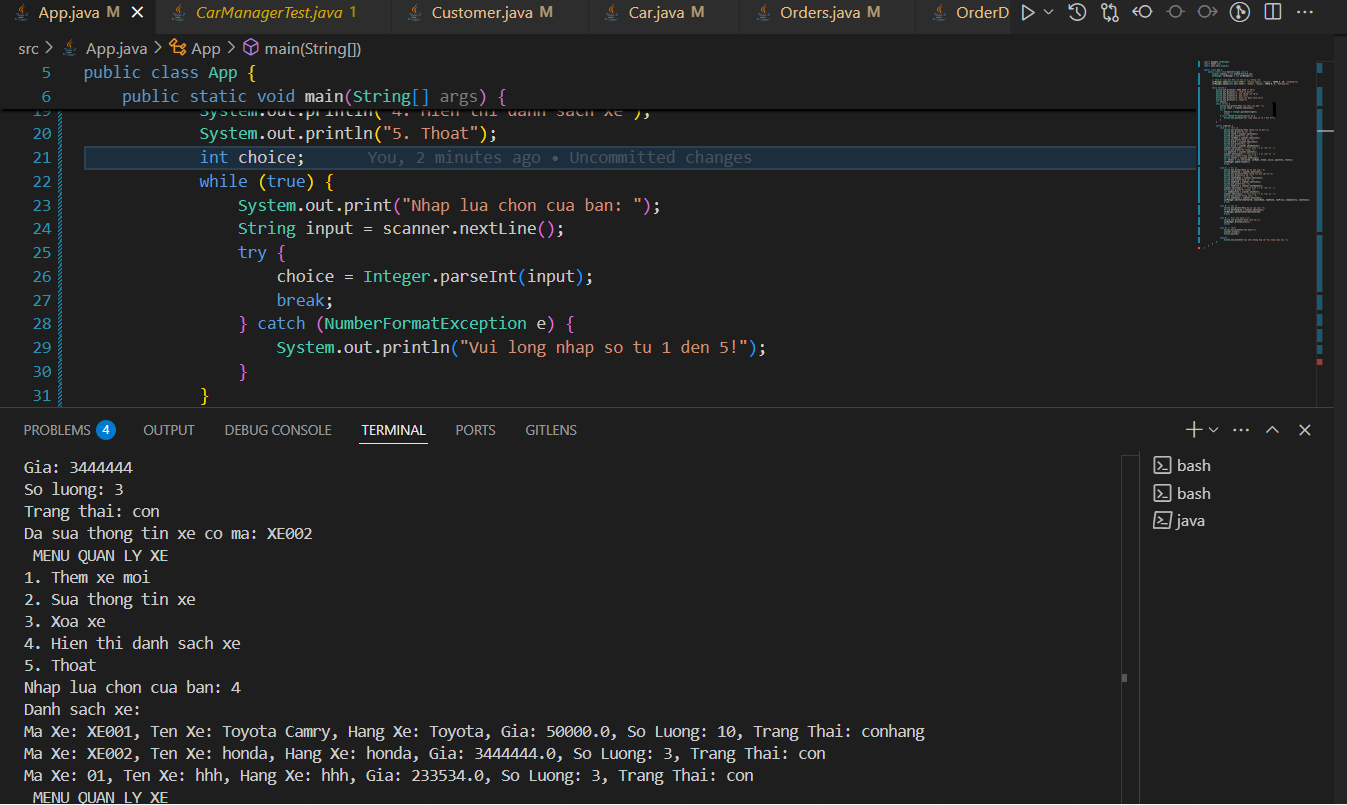 App.java M
CarManagerTest.java 1
Customer.java M
Car.java M
Orders.java M
OrderD
src > App.java > App > main(String[])
5 public class App {
6 public static void main(String[] args) {
19 System.out.println("4. Hien thi danh sach xe");
20 System.out.println("5. Thoat");
21 int choice; You, 2 minutes ago • Uncommitted changes
22 while (true) {
23 System.out.print("Nhap lua chon cua ban: ");
24 String input = scanner.nextLine();
25 try {
26 choice = Integer.parseInt(input);
27 break;
28 } catch (NumberFormatException e) {
29 System.out.println("Vui long nhap so tu 1 den 5!");
30 }
31 }
PROBLEMS 4 OUTPUT DEBUG CONSOLE TERMINAL PORTS GITLENS
Gia: 3444444
So luong: 3
Trang thai: con
Da sua thong tin xe co ma: XE002
MENU QUAN LY XE
1. Them xe moi
2. Sua thong tin xe
3. Xoa xe
4. Hien thi danh sach xe
5. Thoat
Nhap lua chon cua ban: 4
Danh sach xe:
Ma Xe: XE001, Ten Xe: Toyota Camry, Hang Xe: Toyota, Gia: 50000.0, So Luong: 10, Trang Thai: conhang
Ma Xe: XE002, Ten Xe: honda, Hang Xe: honda, Gia: 3444444.0, So Luong: 3, Trang Thai: con
Ma Xe: 01, Ten Xe: hhh, Hang Xe: hhh, Gia: 233534.0, So Luong: 3, Trang Thai: con
MENU QUAN LY XE
bash
bash
java